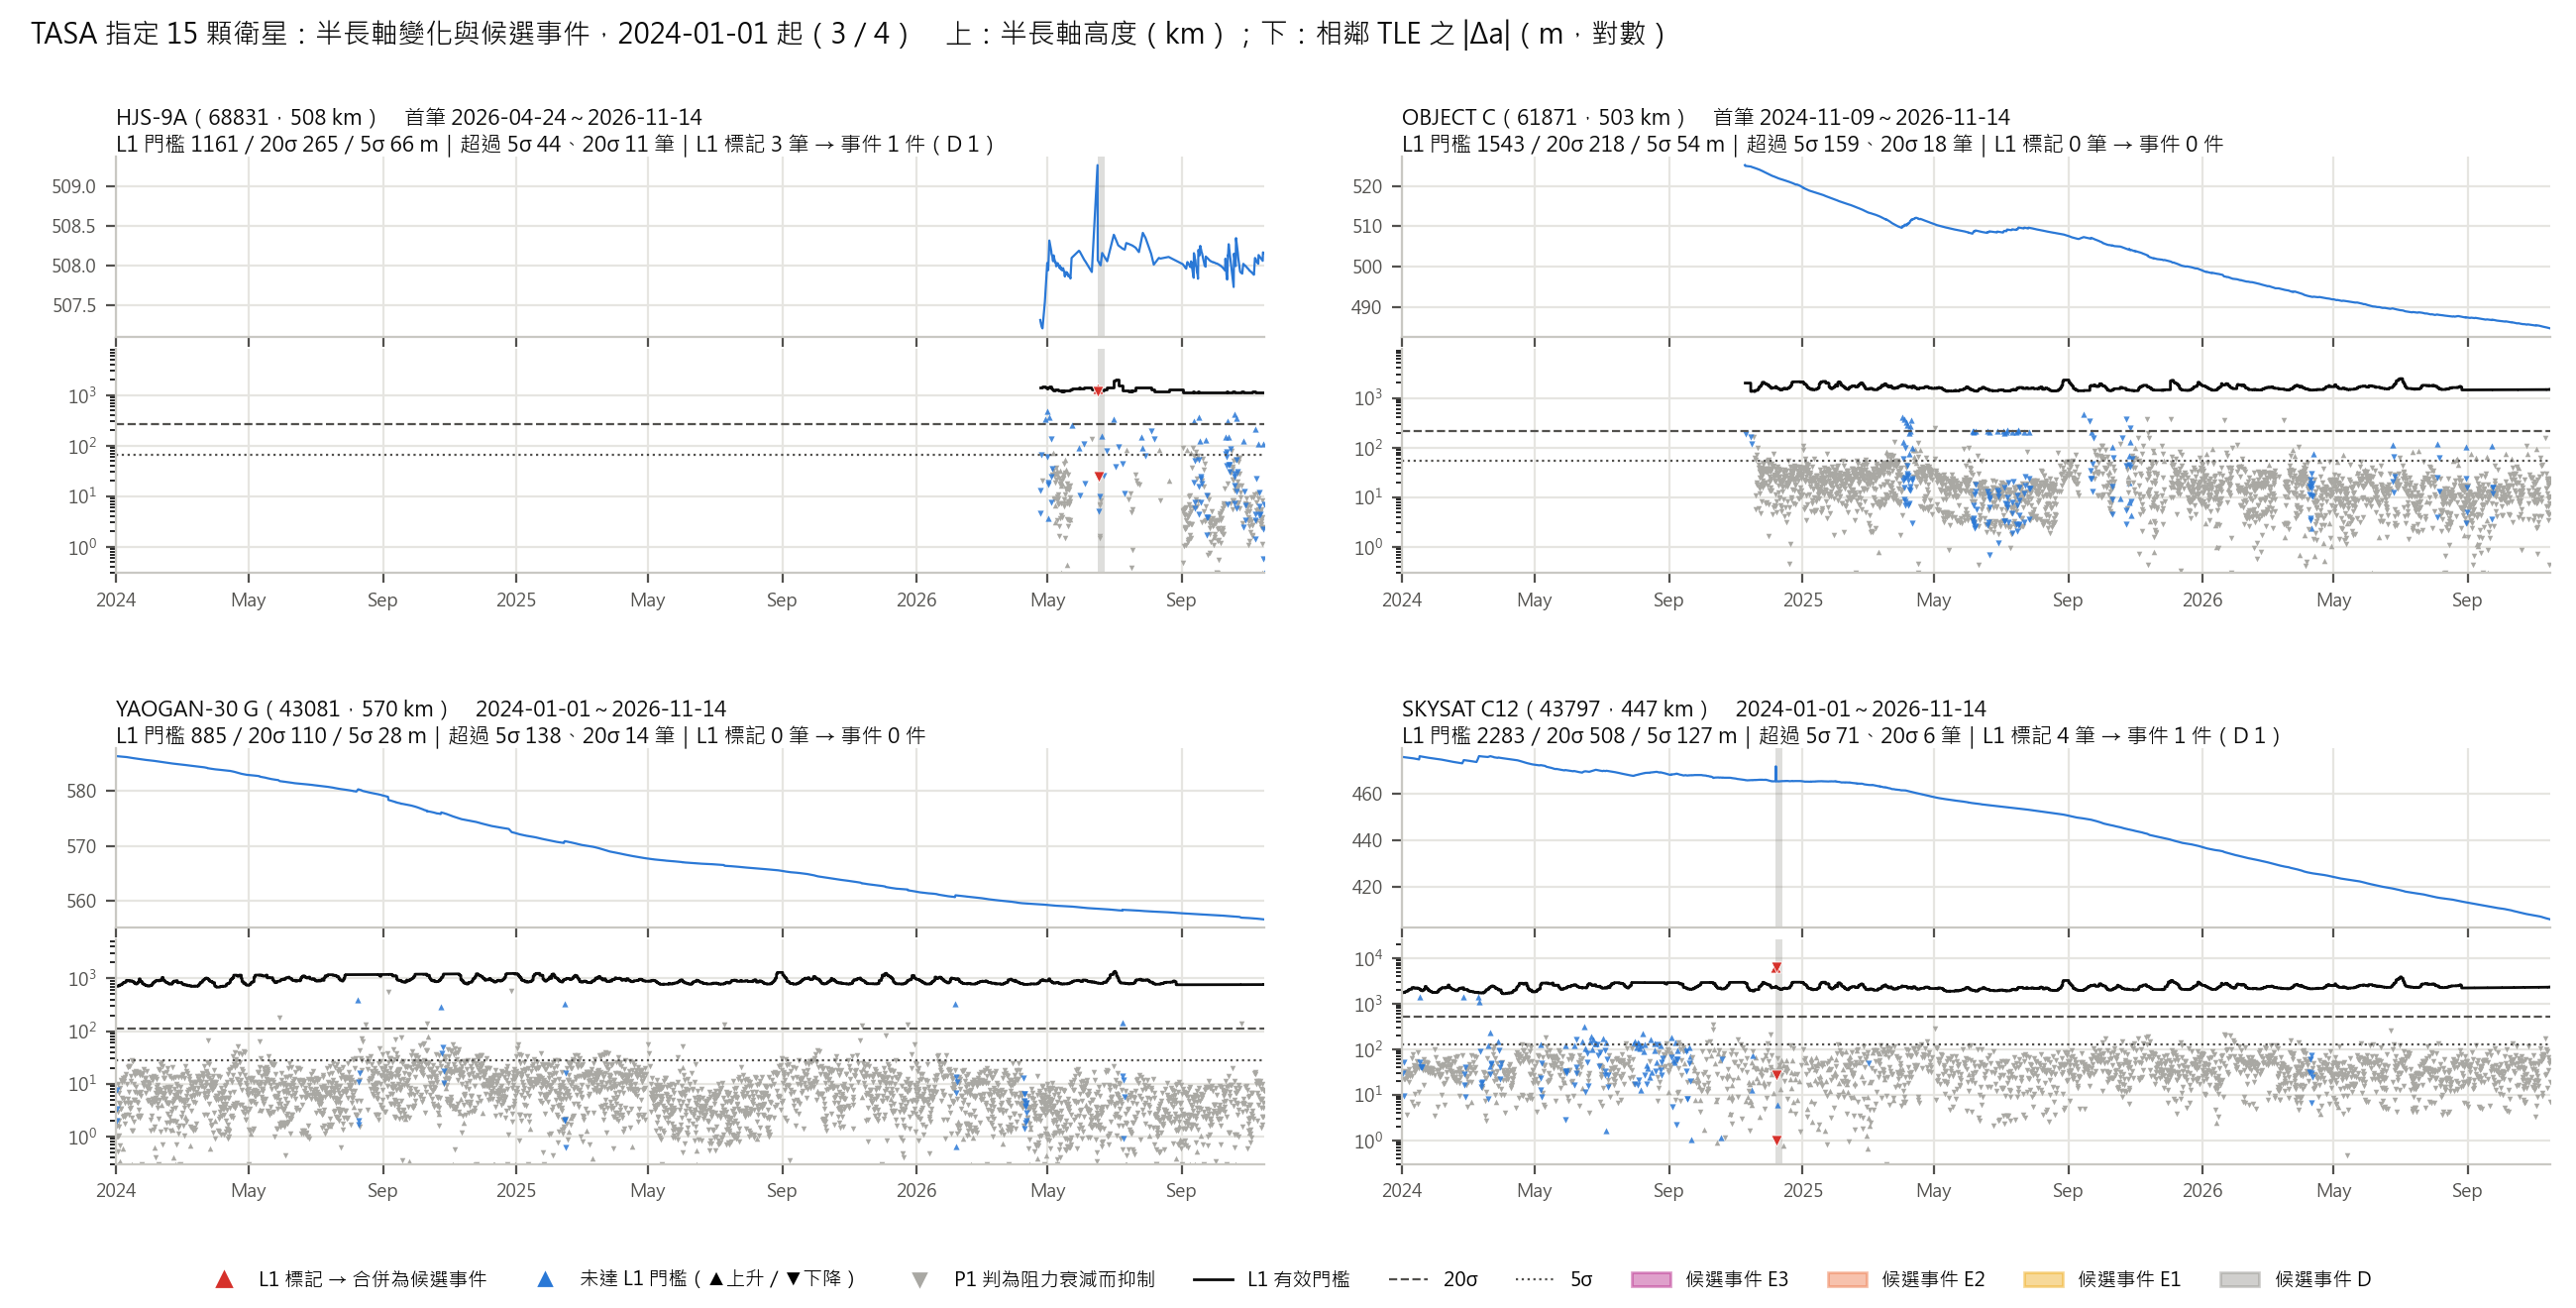 TASA 指定 15 顆衛星：半長軸變化與候選事件，2024-01-01 起（3 / 4） 上：半長軸高度（km）；下：相鄰 TLE 之 |Δa|（m，對數）
HJS-9A（68831 · 508 km） 首筆 2026-04-24～2026-11-14
L1 門檻 1161 / 20σ 265 / 5σ 66 m | 超過 5σ 44、20σ 11 筆 | L1 標記 3 筆 → 事件 1 件（D 1）
509.0
508.5
508.0
507.5
10³
10²
10¹
10⁰
2024 May Sep 2025 May Sep 2026 May Sep
OBJECT C（61871 · 503 km） 首筆 2024-11-09～2026-11-14
L1 門檻 1543 / 20σ 218 / 5σ 54 m | 超過 5σ 159、20σ 18 筆 | L1 標記 0 筆 → 事件 0 件
520
510
500
490
10³
10²
10¹
10⁰
2024 May Sep 2025 May Sep 2026 May Sep
YAOGAN-30 G（43081 · 570 km） 2024-01-01～2026-11-14
L1 門檻 885 / 20σ 110 / 5σ 28 m | 超過 5σ 138、20σ 14 筆 | L1 標記 0 筆 → 事件 0 件
580
570
560
10³
10²
10¹
10⁰
2024 May Sep 2025 May Sep 2026 May Sep
SKYSAT C12（43797 · 447 km） 2024-01-01～2026-11-14
L1 門檻 2283 / 20σ 508 / 5σ 127 m | 超過 5σ 71、20σ 6 筆 | L1 標記 4 筆 → 事件 1 件（D 1）
460
440
420
10⁴
10³
10²
10¹
10⁰
2024 May Sep 2025 May Sep 2026 May Sep
L1 標記 → 合併為候選事件 未達 L1 門檻（▲上升 / ▼下降） P1 判為阻力衰減而抑制 L1 有效門檻 20σ 5σ 候選事件 E3 候選事件 E2 候選事件 E1 候選事件 D